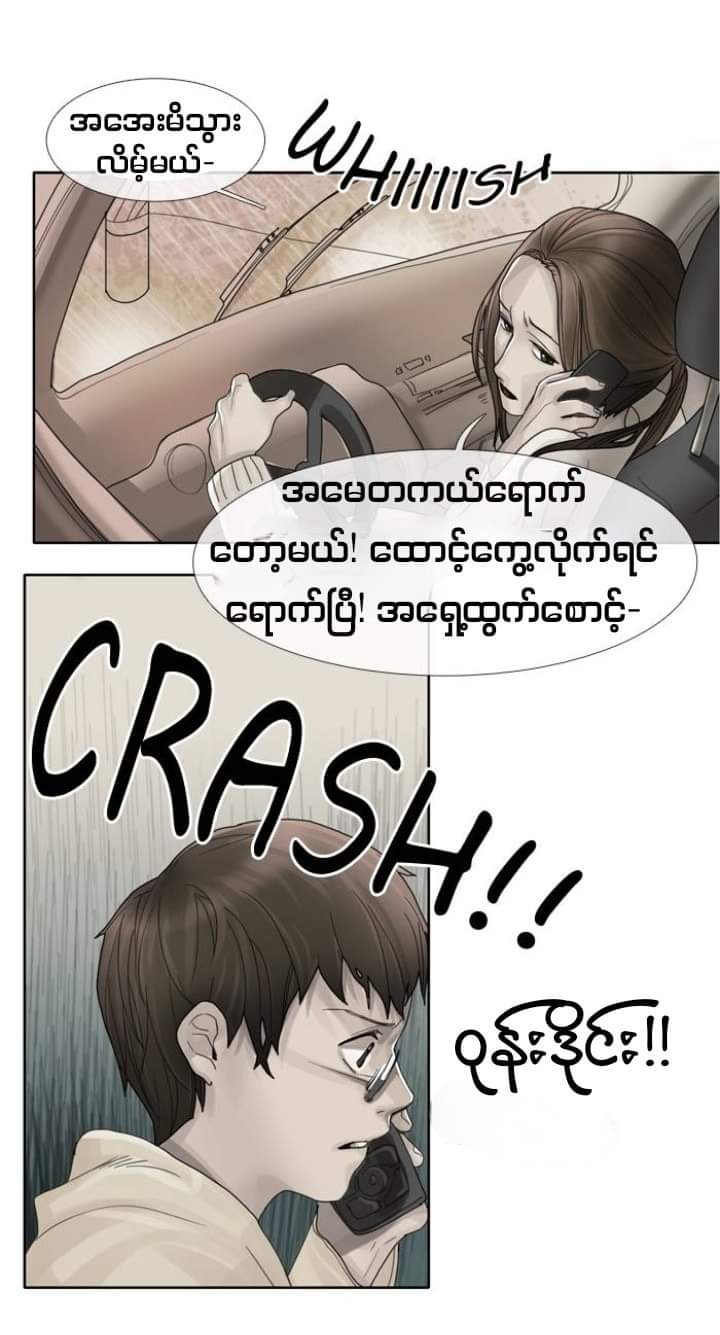 အအေးမိသွား
လိမ့်မယ်-
WHIIIIISH
အမေတကယ်ရောက်
တော့မယ်! ထောင့်ကွေ့လိုက်ရင်
ရောက်ပြီ! အရှေ့ထွက်စောင့်-
CRASH!!
ဝုန်းဒိုင်း!!